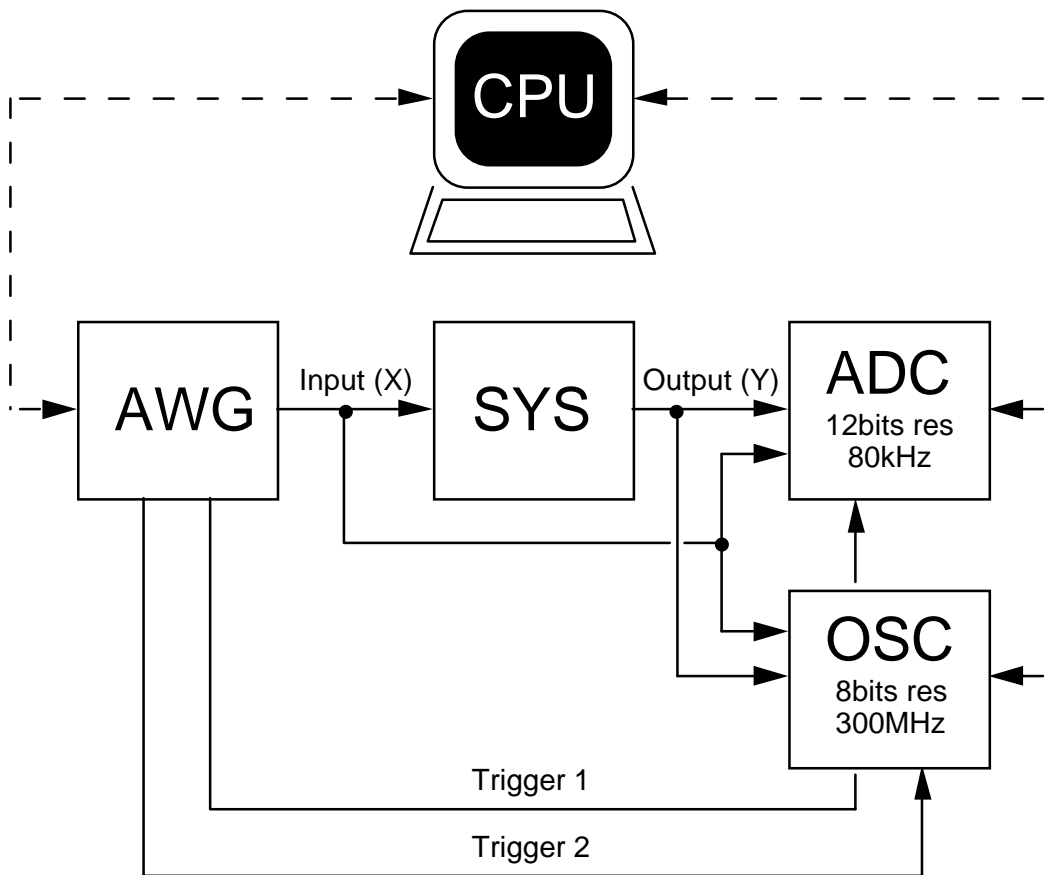 CPU
AWG
Input (X)
SYS
Output (Y)
ADC
12bits res
80kHz
OSC
8bits res
300MHz
Trigger 1
Trigger 2